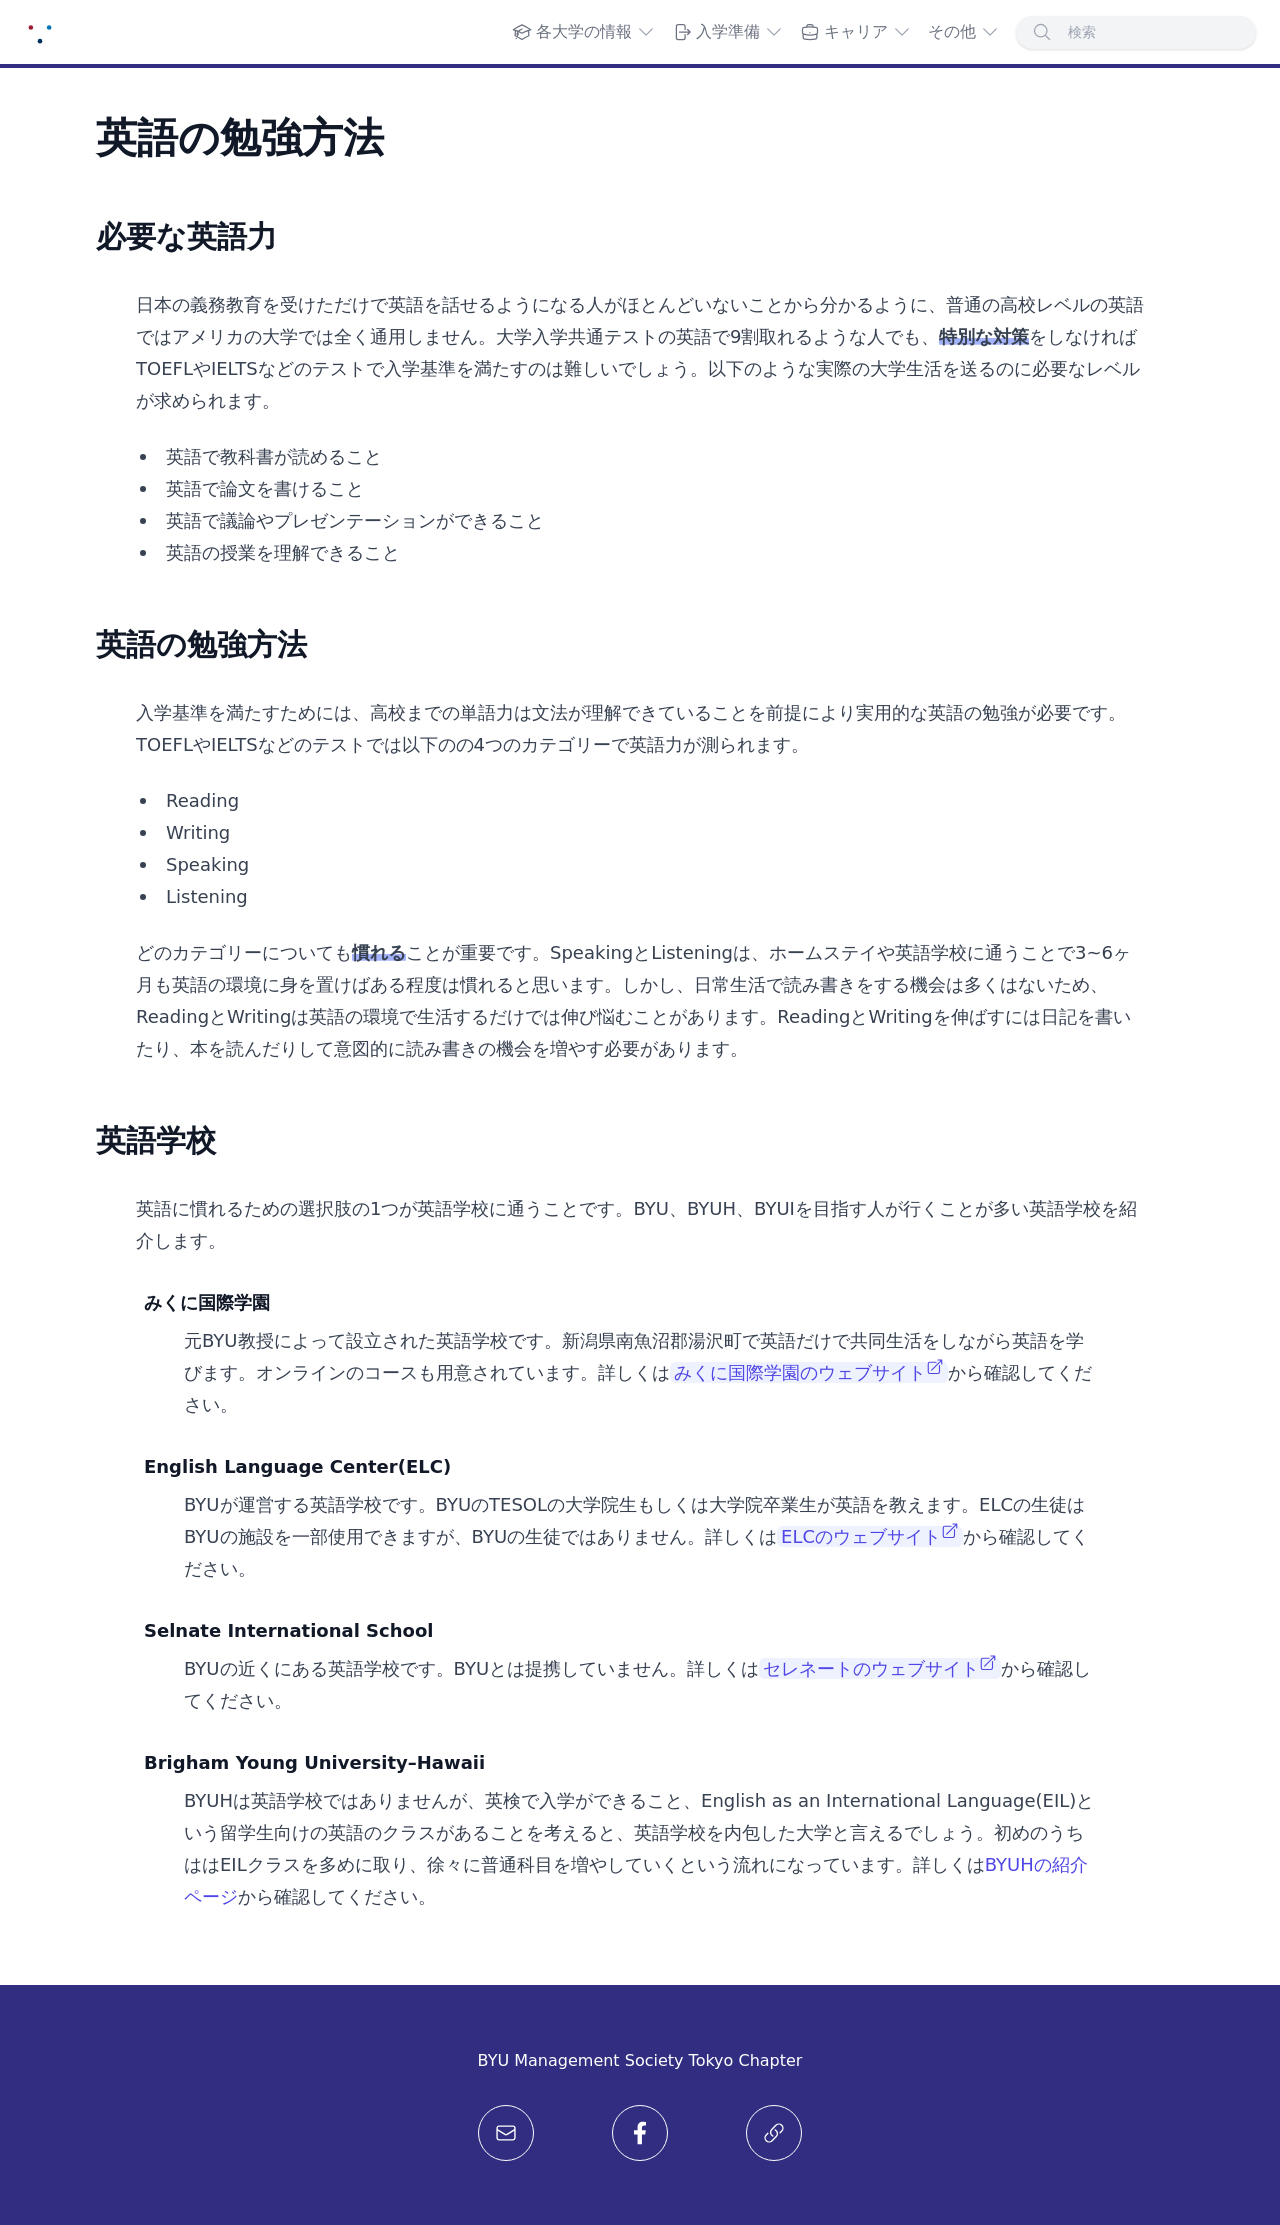 各大学の情報 入学準備 キャリア その他 検索
英語の勉強方法
必要な英語力
日本の義務教育を受けただけで英語を話せるようになる人がほとんどいないことから分かるように、普通の高校レベルの英語
ではアメリカの大学では全く通用しません。大学入学共通テストの英語で9割取れるような人でも、特別な対策をしなければ
TOEFLやIELTSなどのテストで入学基準を満たすのは難しいでしょう。以下のような実際の大学生活を送るのに必要なレベル
が求められます。
• 英語で教科書が読めること
• 英語で論文を書けること
• 英語で議論やプレゼンテーションができること
• 英語の授業を理解できること
英語の勉強方法
入学基準を満たすためには、高校までの単語力は文法が理解できていることを前提により実用的な英語の勉強が必要です。
TOEFLやIELTSなどのテストでは以下のの4つのカテゴリーで英語力が測られます。
• Reading
• Writing
• Speaking
• Listening
どのカテゴリーについても慣れることが重要です。SpeakingとListeningは、ホームステイや英語学校に通うことで3~6ヶ
月も英語の環境に身を置けばある程度は慣れると思います。しかし、日常生活で読み書きをする機会は多くはないため、
ReadingとWritingは英語の環境で生活するだけでは伸び悩むことがあります。ReadingとWritingを伸ばすには日記を書い
たり、本を読んだりして意図的に読み書きの機会を増やす必要があります。
英語学校
英語に慣れるための選択肢の1つが英語学校に通うことです。BYU、BYUH、BYUIを目指す人が行くことが多い英語学校を紹
介します。
みくに国際学園
元BYU教授によって設立された英語学校です。新潟県南魚沼郡湯沢町で英語だけで共同生活をしながら英語を学
びます。オンラインのコースも用意されています。詳しくはみくに国際学園のウェブサイトから確認してくだ
さい。
English Language Center(ELC)
BYUが運営する英語学校です。BYUのTESOLの大学院生もしくは大学院卒業生が英語を教えます。ELCの生徒は
BYUの施設を一部使用できますが、BYUの生徒ではありません。詳しくはELCのウェブサイトから確認してく
ださい。
Selnate International School
BYUの近くにある英語学校です。BYUとは提携していません。詳しくはセレネートのウェブサイトから確認し
てください。
Brigham Young University–Hawaii
BYUHは英語学校ではありませんが、英検で入学ができること、English as an International Language(EIL)と
いう留学生向けの英語のクラスがあることを考えると、英語学校を内包した大学と言えるでしょう。初めのうち
ははEILクラスを多めに取り、徐々に普通科目を増やしていくという流れになっています。詳しくはBYUHの紹介
ページから確認してください。
BYU Management Society Tokyo Chapter